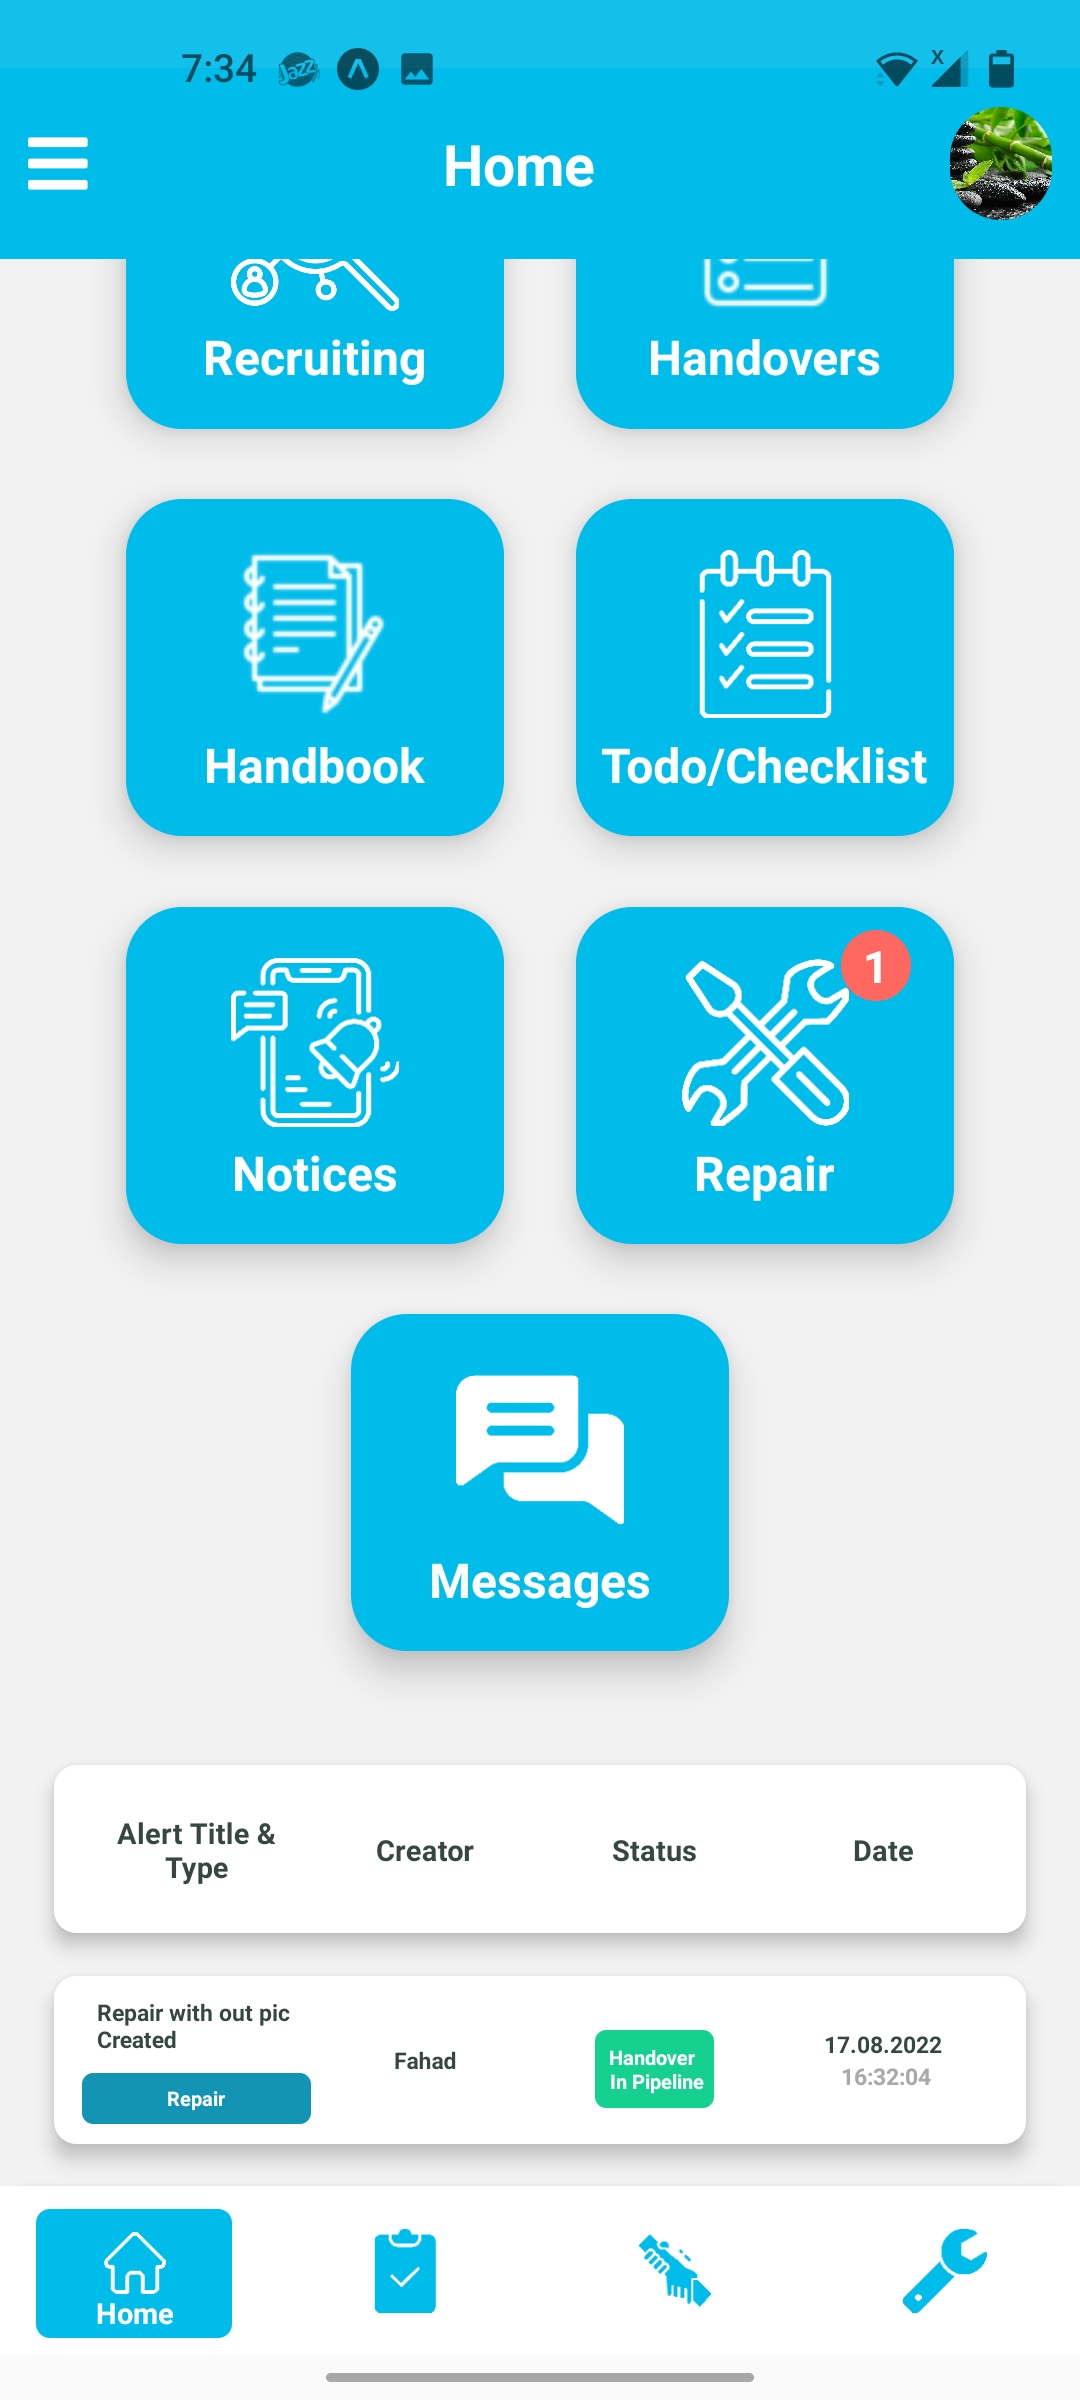 7:34 Jazz X
Home
Recruiting
Handovers
Handbook
Todo/Checklist
1
Notices
Repair
Messages
Alert Title &
Type
Creator
Status
Date
Repair with out pic
Created
Repair
Fahad
Handover
In Pipeline
17.08.2022
16:32:04
Home